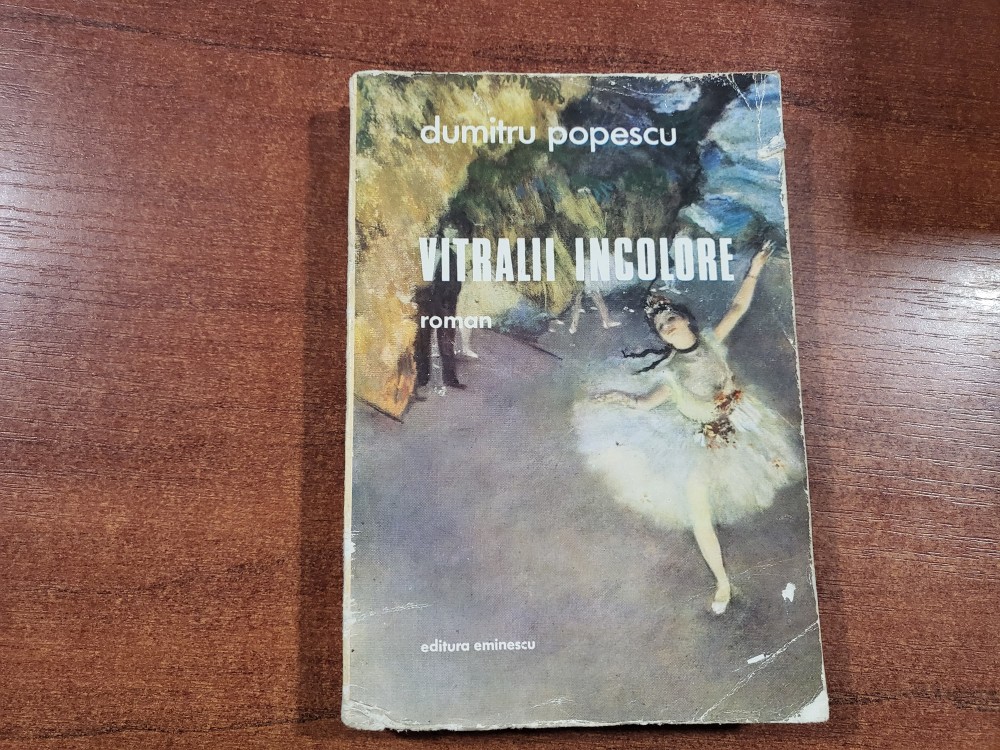 dumitru popescu
VITRALII INCOLORE
roman
editura eminescu